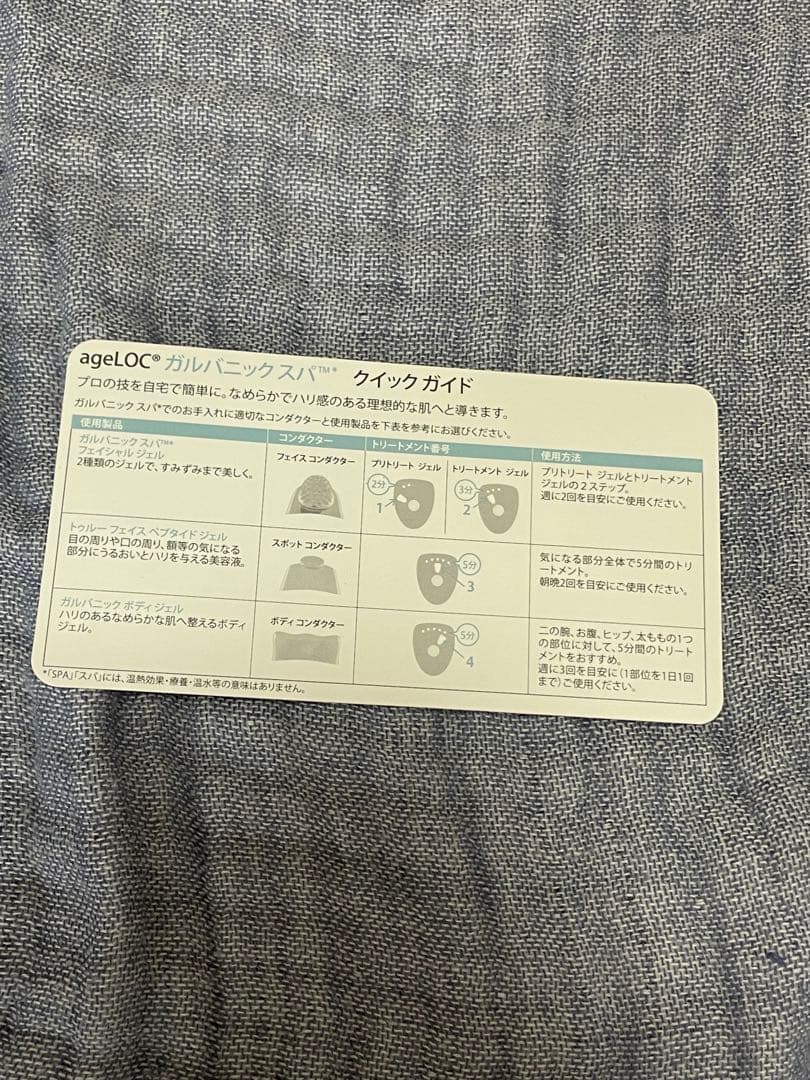 ageLOC® ガルバニック スパ™* クイック ガイド
プロの技を自宅で簡単に。なめらかでハリ感のある理想的な肌へと導きます。
ガルバニック スパ*でのお手入れに適切なコンダクターと使用製品を下表を参考にお選びください。
使用製品 コンダクター トリートメント番号 使用方法
ガルバニック スパ™*
フェイシャル ジェル
2種類のジェルで、すみずみまで美しく。
フェイス コンダクター
プリトリート ジェル
2分
1
トリートメント ジェル
3分
2
プリトリート ジェルとトリートメント
ジェルの2ステップ。
週に2回を目安にご使用ください。
トゥルー フェイス ペプタイド ジェル
目の周りや口の周り、額等の気になる
部分にうるおいとハリを与える美容液。
スポット コンダクター
5分
3
気になる部分全体で5分間のトリ
ートメント。
朝晩2回を目安にご使用ください。
ガルバニック ボディ ジェル
ハリのあるなめらかな肌へ整えるボディ
ジェル。
ボディ コンダクター
5分
4
二の腕、お腹、ヒップ、太ももの1つ
の部位に対して、5分間のトリート
メントをおすすめ。
週に3回を目安に(1部位を1日1回
まで)ご使用ください。
*「SPA」「スパ」には、温熱効果・療養・温水等の意味はありません。